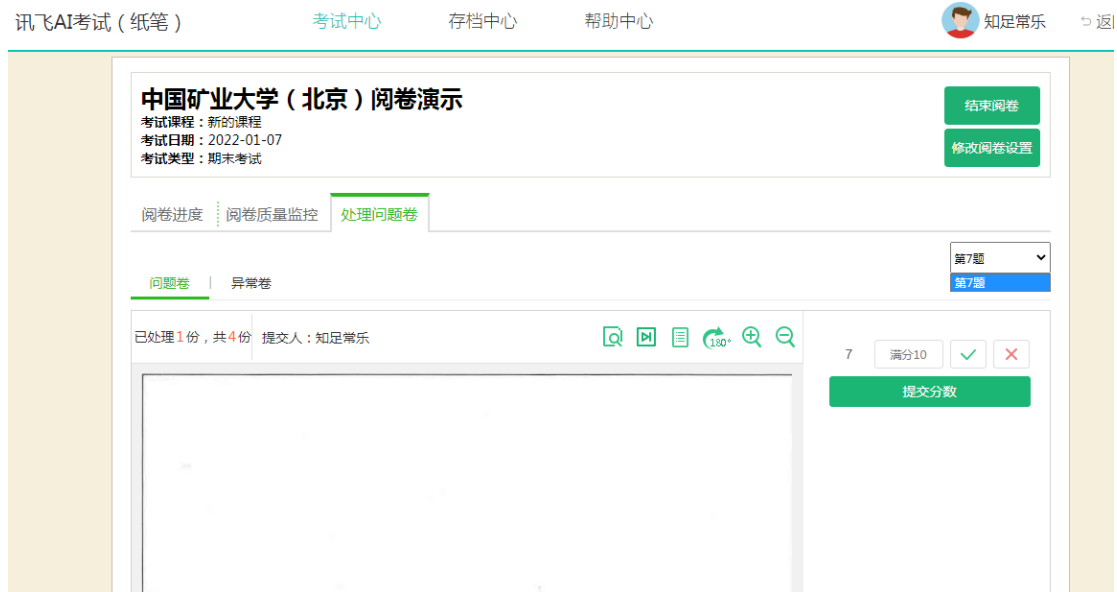 讯飞AI考试(纸笔) 考试中心 存档中心 帮助中心 知足常乐
中国矿业大学(北京)阅卷演示
考试课程:新的课程
考试日期:2022-01-07
考试类型:期末考试
结束阅卷
修改阅卷设置
阅卷进度 阅卷质量监控 处理问题卷
第7题
第7题
问题卷 | 异常卷
已处理1份,共4份 提交人:知足常乐 180°
7 满分10
提交分数